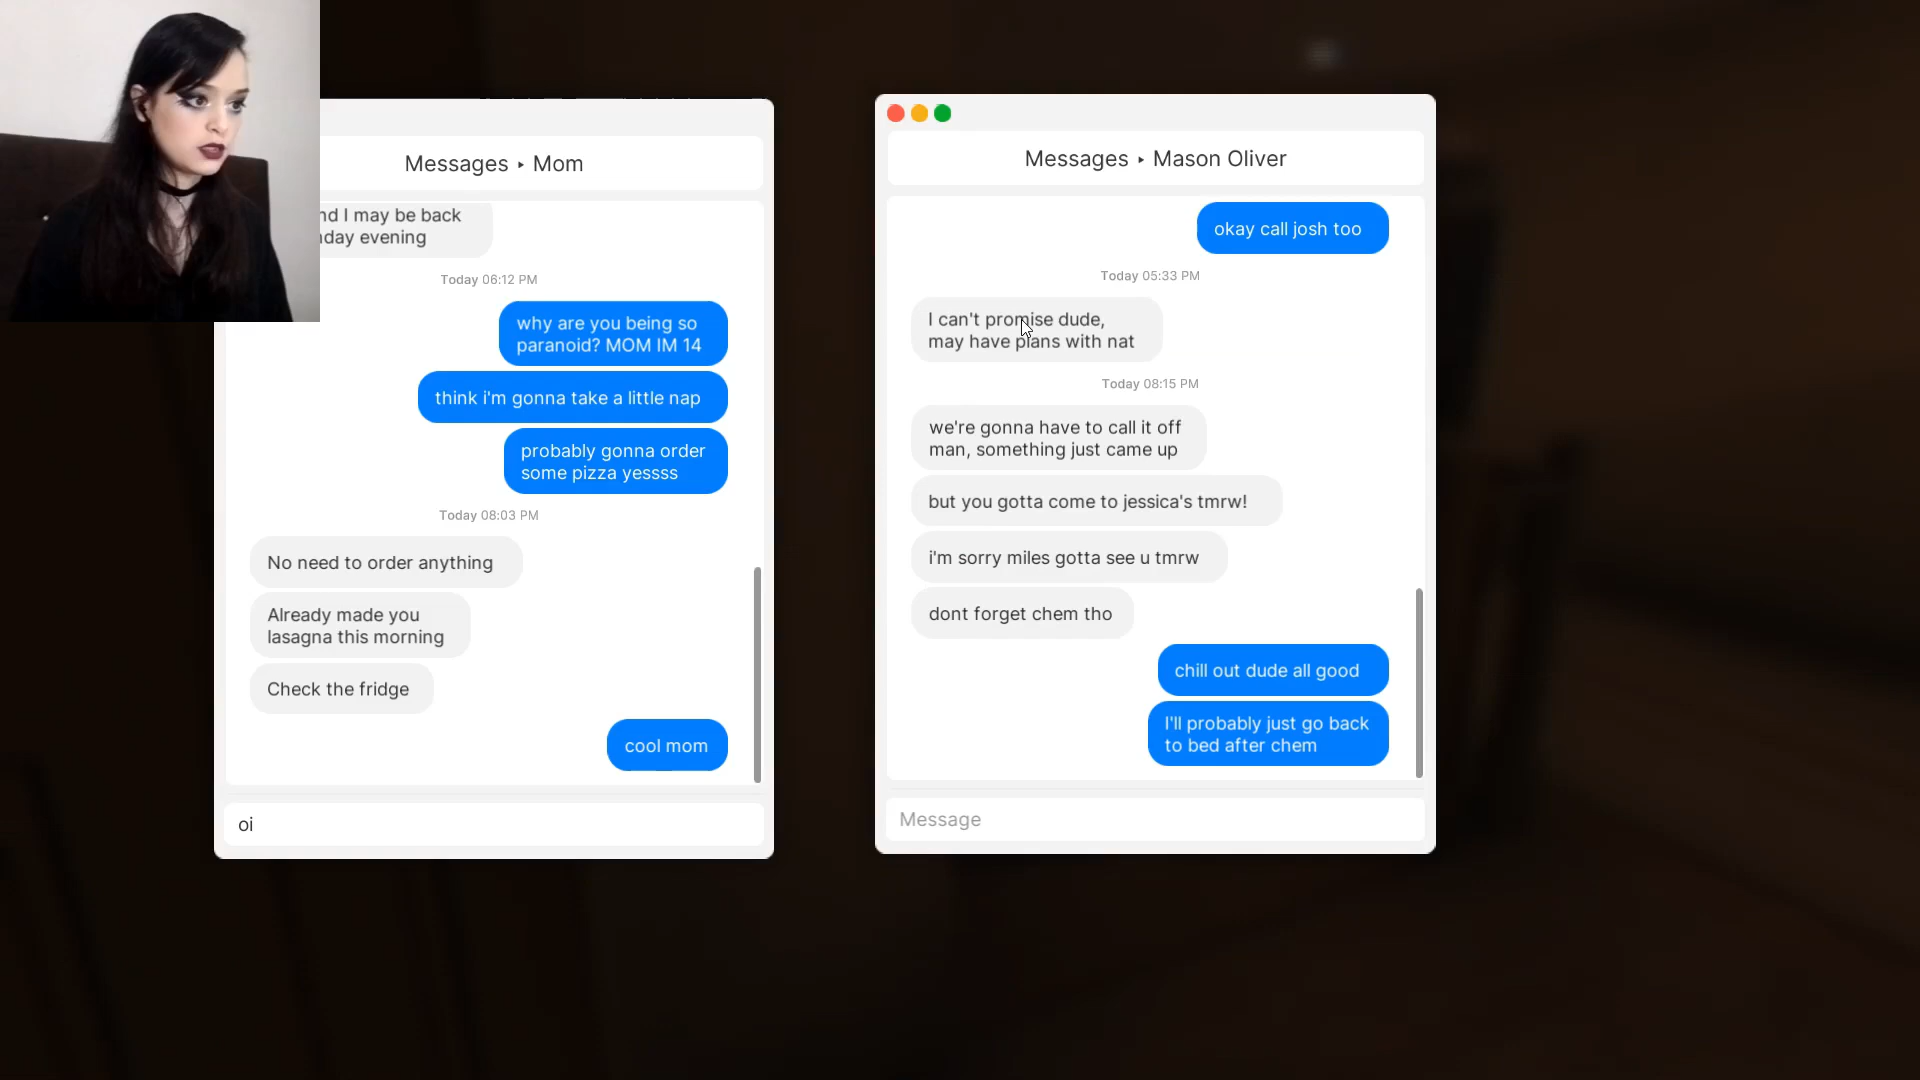 Messages ‣ Mom
nd I may be back
day evening
Today 06:12 PM
why are you being so
paranoid? MOM IM 14
think i'm gonna take a little nap
probably gonna order
some pizza yessss
Today 08:03 PM
No need to order anything
Already made you
lasagna this morning
Check the fridge
cool mom
oi
Messages ‣ Mason Oliver
okay call josh too
Today 05:33 PM
I can't promise dude,
may have plans with nat
Today 08:15 PM
we're gonna have to call it off
man, something just came up
but you gotta come to jessica's tmrw!
i'm sorry miles gotta see u tmrw
dont forget chem tho
chill out dude all good
I'll probably just go back
to bed after chem
Message